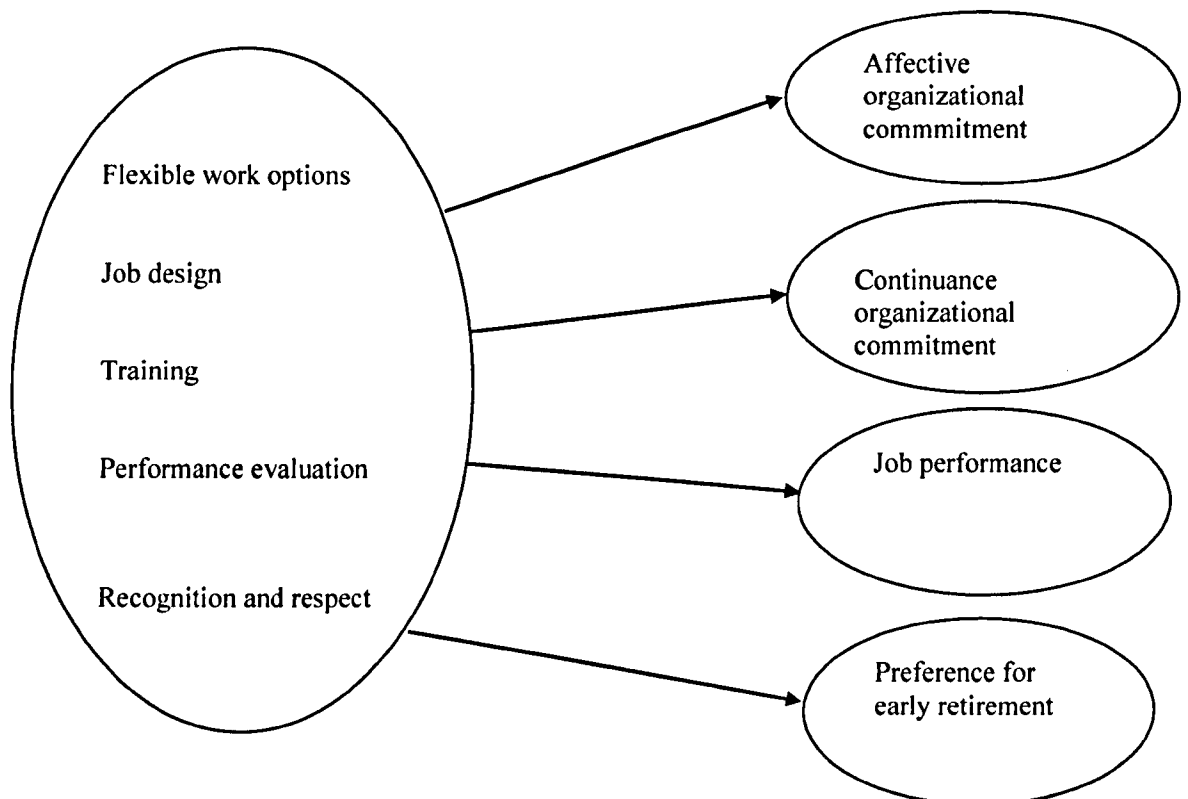 Flexible work options
Job design
Training
Performance evaluation
Recognition and respect
Affective
organizational
commmitment
Continuance
organizational
commitment
Job performance
Preference for
early retirement